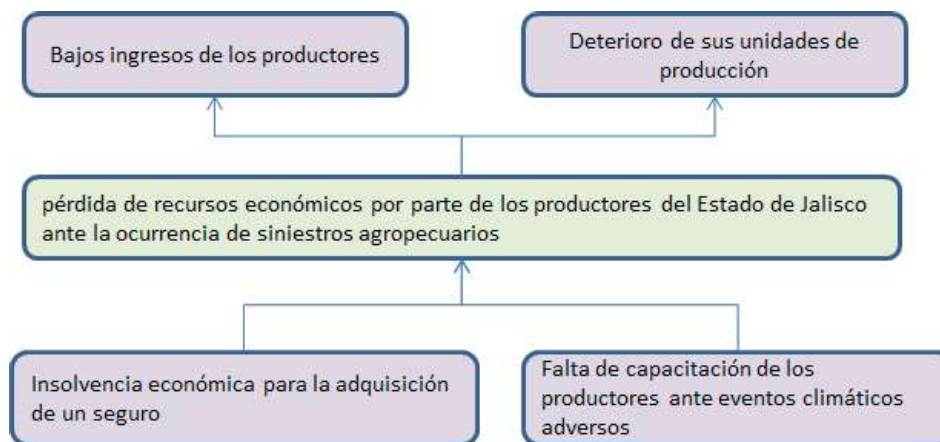 Bajos ingresos de los productores
Deterioro de sus unidades de
producción
pérdida de recursos económicos por parte de los productores del Estado de Jalisco
ante la ocurrencia de siniestros agropecuarios
Insolvencia económica para la adquisición
de un seguro
Falta de capacitación de los
productores ante eventos climáticos
adversos